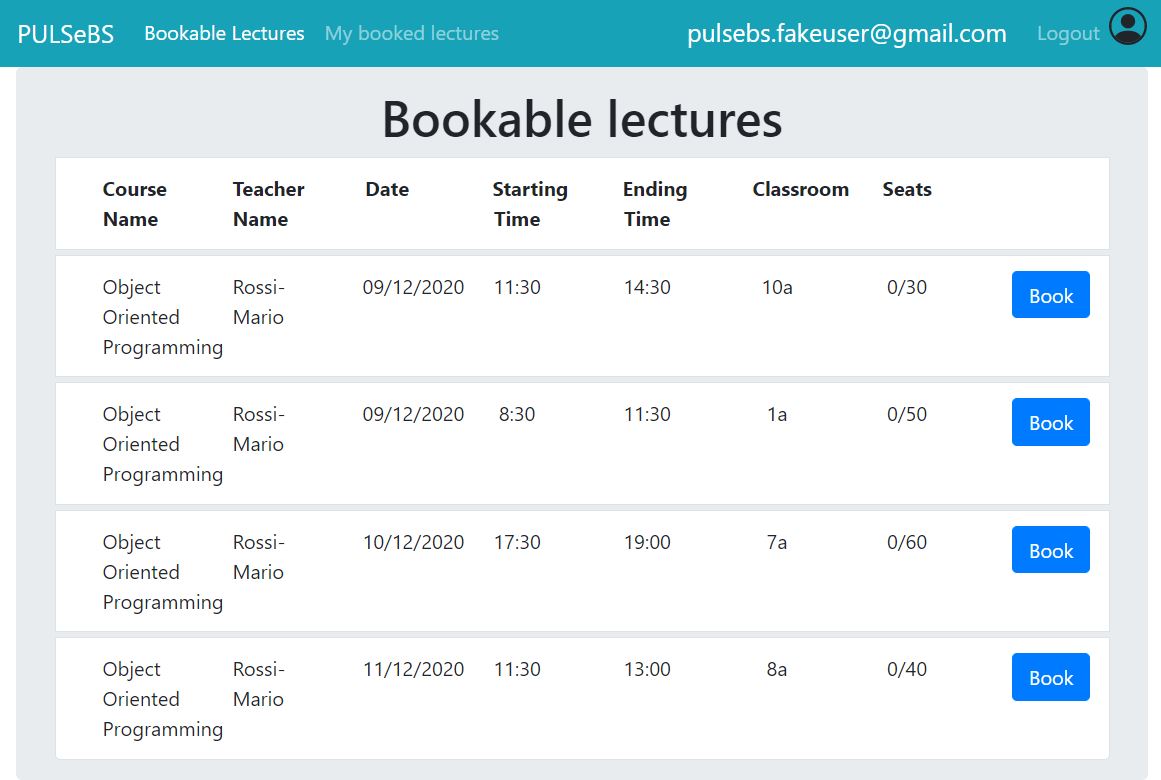 PULSeBS Bookable Lectures My booked lectures pulsebs.fakeuser@gmail.com Logout
Bookable lectures
Course Teacher Date Starting Ending Classroom Seats
Name Name Time Time
Object Rossi- 09/12/2020 11:30 14:30 10a 0/30 Book
Oriented Mario
Programming
Object Rossi- 09/12/2020 8:30 11:30 1a 0/50 Book
Oriented Mario
Programming
Object Rossi- 10/12/2020 17:30 19:00 7a 0/60 Book
Oriented Mario
Programming
Object Rossi- 11/12/2020 11:30 13:00 8a 0/40 Book
Oriented Mario
Programming